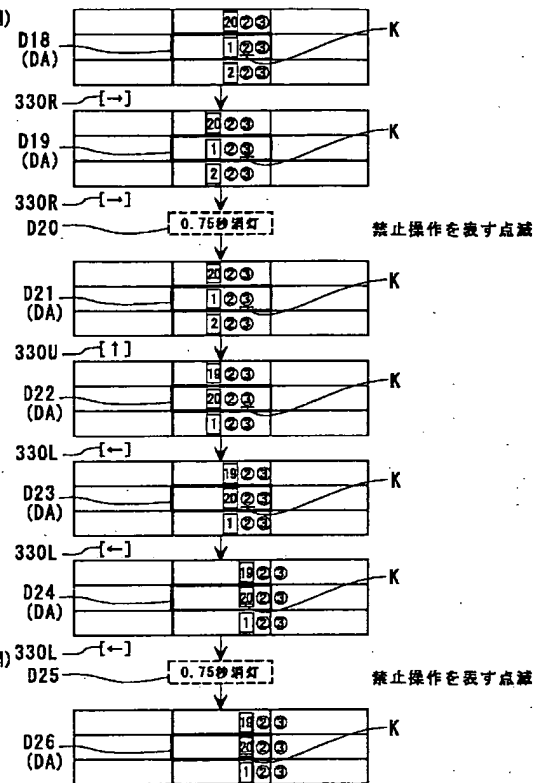 D18
(DA)
20②③
1②③
2②③
K
330R [→]
D19
(DA)
20②③
1②③
2②③
K
330R [→]
D20
0.75秒消灯
禁止操作を表す点滅
D21
(DA)
20②③
1②③
2②③
K
330U [↑]
D22
(DA)
19②③
20②③
1②③
K
330L [←]
D23
(DA)
19②③
20②③
1②③
K
330L [←]
D24
(DA)
19②③
20②③
1②③
K
330L [←]
D25
0.75秒消灯
禁止操作を表す点滅
D26
(DA)
19②③
20②③
1②③
K